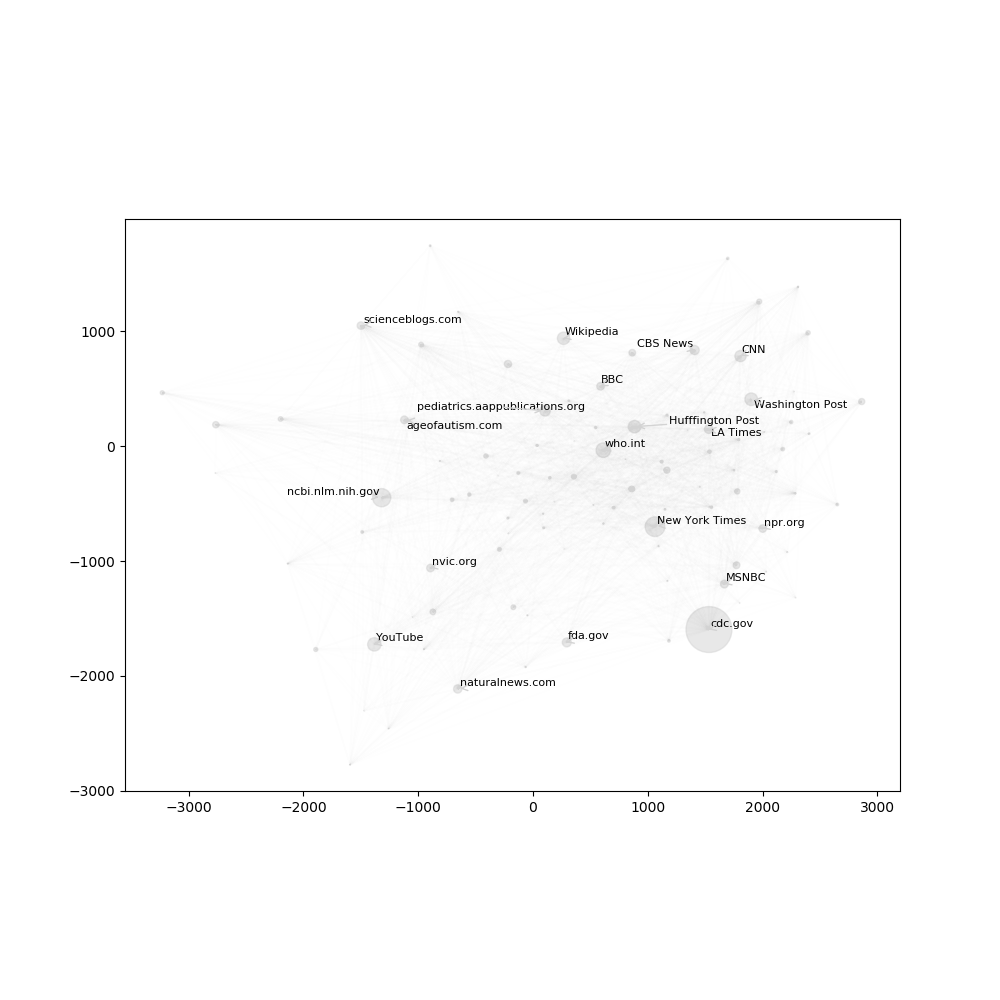 1000
0
−1000
−2000
−3000
scienceblogs.com
Wikipedia
CBS News
CNN
BBC
pediatrics.aappublications.org
Washington Post
ageofautism.com
Hufffington Post
LA Times
who.int
ncbi.nlm.nih.gov
New York Times
npr.org
nvic.org
MSNBC
cdc.gov
YouTube
fda.gov
naturalnews.com
−3000
−2000
−1000
0
1000
2000
3000